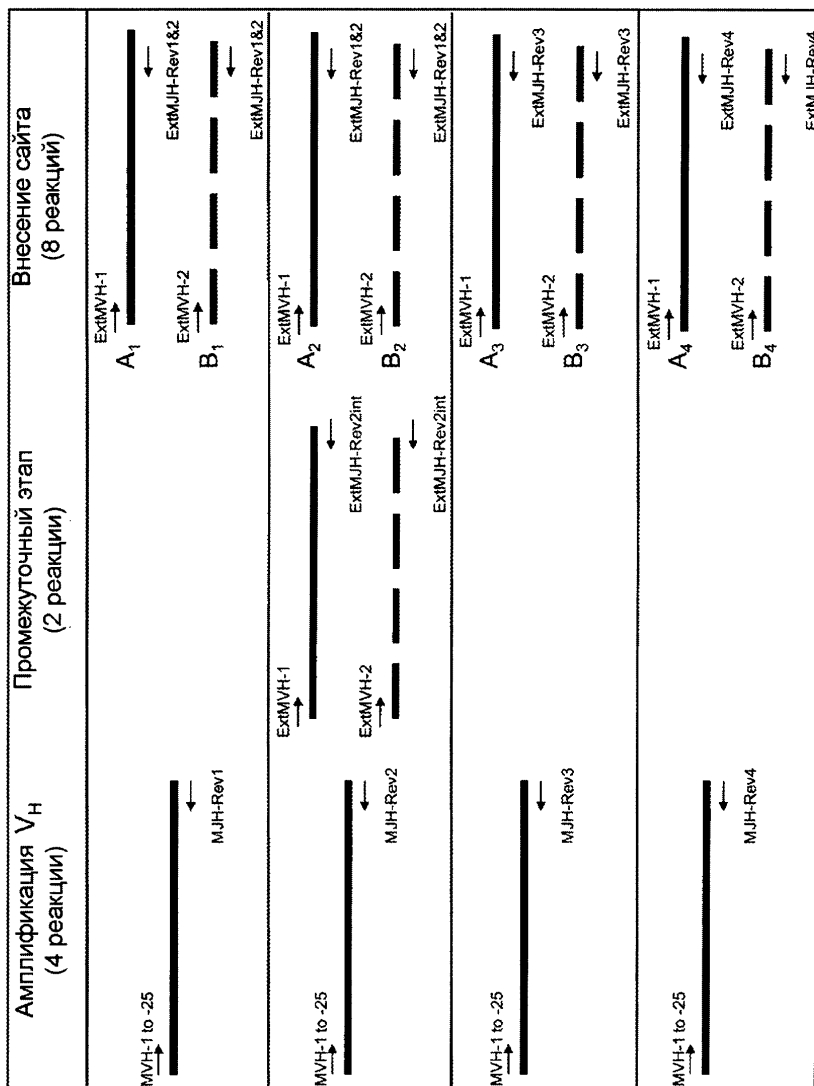 Амплификация VH
(4 реакции)
Промежуточный этап
(2 реакции)
Внесение сайта
(8 реакций)
MVH-1 to -25
MJH-Rev1
A1
ExtMVH-1
ExtMJH-Rev1&2
B1
ExtMVH-2
ExtMJH-Rev1&2
MVH-1 to -25
MJH-Rev2
ExtMVH-1
ExtMJH-Rev2int
ExtMVH-2
ExtMJH-Rev2int
A2
ExtMVH-1
ExtMJH-Rev1&2
B2
ExtMVH-2
ExtMJH-Rev1&2
MVH-1 to -25
MJH-Rev3
A3
ExtMVH-1
ExtMJH-Rev3
B3
ExtMVH-2
ExtMJH-Rev3
MVH-1 to -25
MJH-Rev4
A4
ExtMVH-1
ExtMJH-Rev4
B4
ExtMVH-2
ExtMJH-Rev4